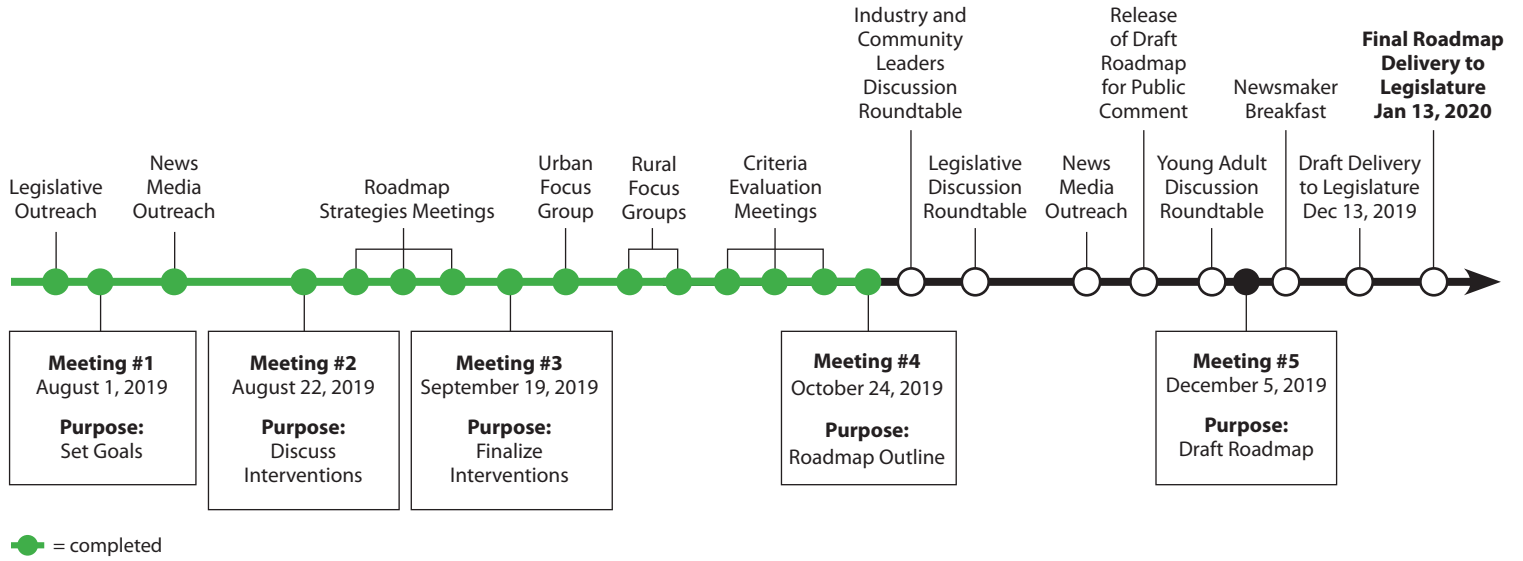 Legislative
Outreach
News
Media
Outreach
Roadmap
Strategies Meetings
Urban
Focus
Group
Rural
Focus
Groups
Criteria
Evaluation
Meetings
Industry and
Community
Leaders
Discussion
Roundtable
Legislative
Discussion
Roundtable
News
Media
Outreach
Release
of Draft
Roadmap
for Public
Comment
Young Adult
Discussion
Roundtable
Newsmaker
Breakfast
Draft Delivery
to Legislature
Dec 13, 2019
Final Roadmap
Delivery to
Legislature
Jan 13, 2020
Meeting #1
August 1, 2019
Purpose:
Set Goals
Meeting #2
August 22, 2019
Purpose:
Discuss
Interventions
Meeting #3
September 19, 2019
Purpose:
Finalize
Interventions
Meeting #4
October 24, 2019
Purpose:
Roadmap Outline
Meeting #5
December 5, 2019
Purpose:
Draft Roadmap
= completed